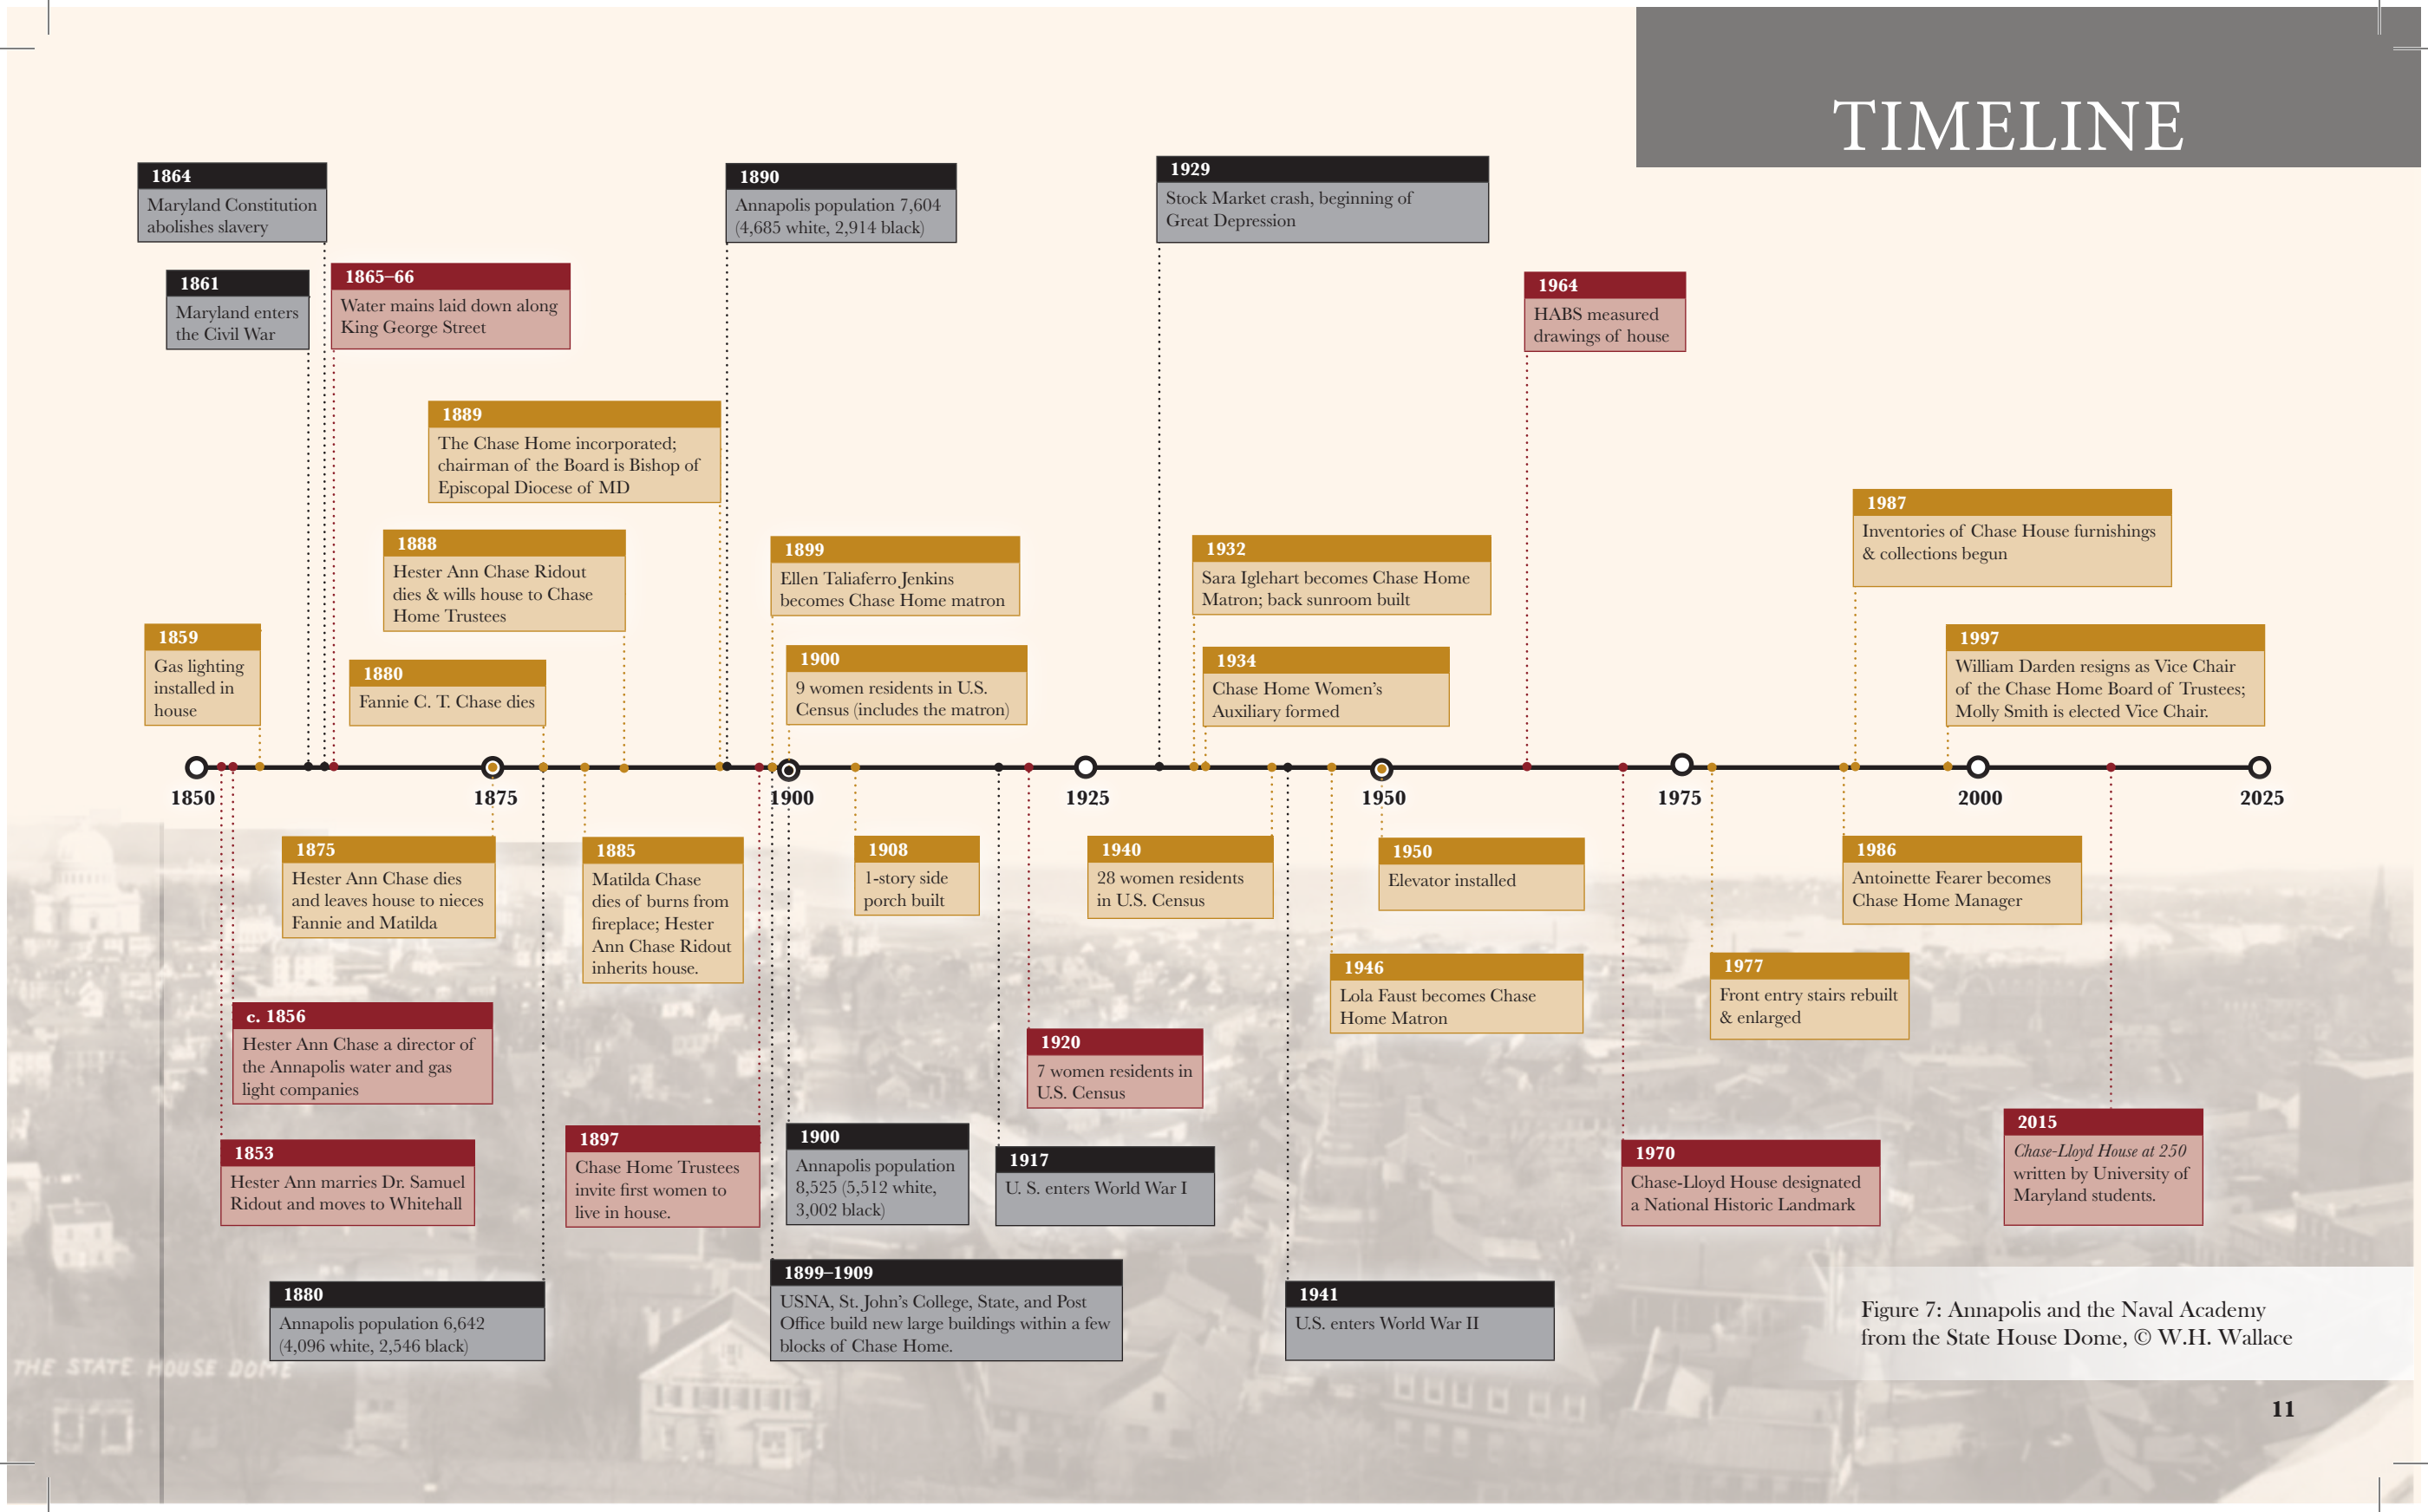 TIMELINE
1864
Maryland Constitution
abolishes slavery
1890
Annapolis population 7,604
(4,685 white, 2,914 black)
1929
Stock Market crash, beginning of
Great Depression
1861
Maryland enters
the Civil War
1865–66
Water mains laid down along
King George Street
1964
HABS measured
drawings of house
1889
The Chase Home incorporated;
chairman of the Board is Bishop of
Episcopal Diocese of MD
1987
Inventories of Chase House furnishings
& collections begun
1888
Hester Ann Chase Ridout
dies & wills house to Chase
Home Trustees
1899
Ellen Taliaferro Jenkins
becomes Chase Home matron
1932
Sara Iglehart becomes Chase Home
Matron; back sunroom built
1859
Gas lighting
installed in
house
1880
Fannie C. T. Chase dies
1900
9 women residents in U.S.
Census (includes the matron)
1934
Chase Home Women’s
Auxiliary formed
1997
William Darden resigns as Vice Chair
of the Chase Home Board of Trustees;
Molly Smith is elected Vice Chair.
1850
1875
1900
1925
1950
1975
2000
2025
1875
Hester Ann Chase dies
and leaves house to nieces
Fannie and Matilda
1885
Matilda Chase
dies of burns from
fireplace; Hester
Ann Chase Ridout
inherits house.
1908
1-story side
porch built
1940
28 women residents
in U.S. Census
1950
Elevator installed
1986
Antoinette Fearer becomes
Chase Home Manager
1946
Lola Faust becomes Chase
Home Matron
1977
Front entry stairs rebuilt
& enlarged
c. 1856
Hester Ann Chase a director of
the Annapolis water and gas
light companies
1920
7 women residents in
U.S. Census
1853
Hester Ann marries Dr. Samuel
Ridout and moves to Whitehall
1897
Chase Home Trustees
invite first women to
live in house.
1900
Annapolis population
8,525 (5,512 white,
3,002 black)
1917
U. S. enters World War I
1970
Chase-Lloyd House designated
a National Historic Landmark
2015
Chase-Lloyd House at 250
written by University of
Maryland students.
1880
Annapolis population 6,642
(4,096 white, 2,546 black)
1899–1909
USNA, St. John’s College, State, and Post
Office build new large buildings within a few
blocks of Chase Home.
1941
U.S. enters World War II
Figure 7: Annapolis and the Naval Academy
from the State House Dome, © W.H. Wallace
THE STATE HOUSE DOME
11